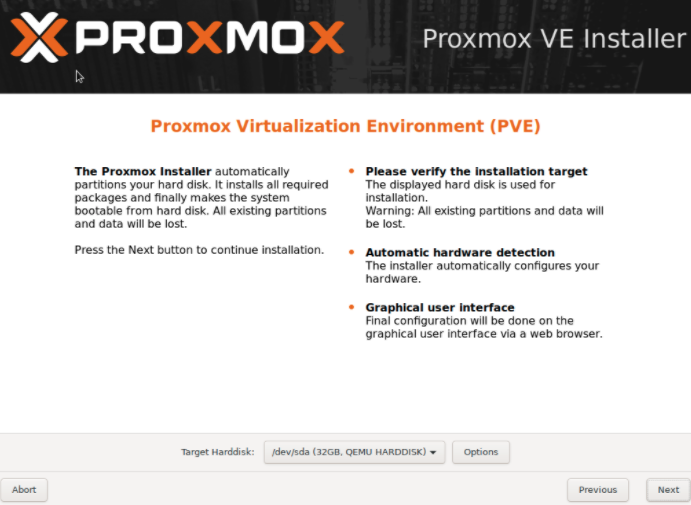 PROXMOX
Proxmox VE Installer
Proxmox Virtualization Environment (PVE)
The Proxmox Installer automatically
partitions your hard disk. It installs all required
packages and finally makes the system
bootable from hard disk. All existing partitions
and data will be lost.
Press the Next button to continue installation.
Please verify the installation target
The displayed hard disk is used for
installation.
Warning: All existing partitions and data will
be lost.
Automatic hardware detection
The installer automatically configures your
hardware.
Graphical user interface
Final configuration will be done on the
graphical user interface via a web browser.
Target Harddisk: /dev/sda (32GB, QEMU HARDDISK) Options
Abort Previous Next